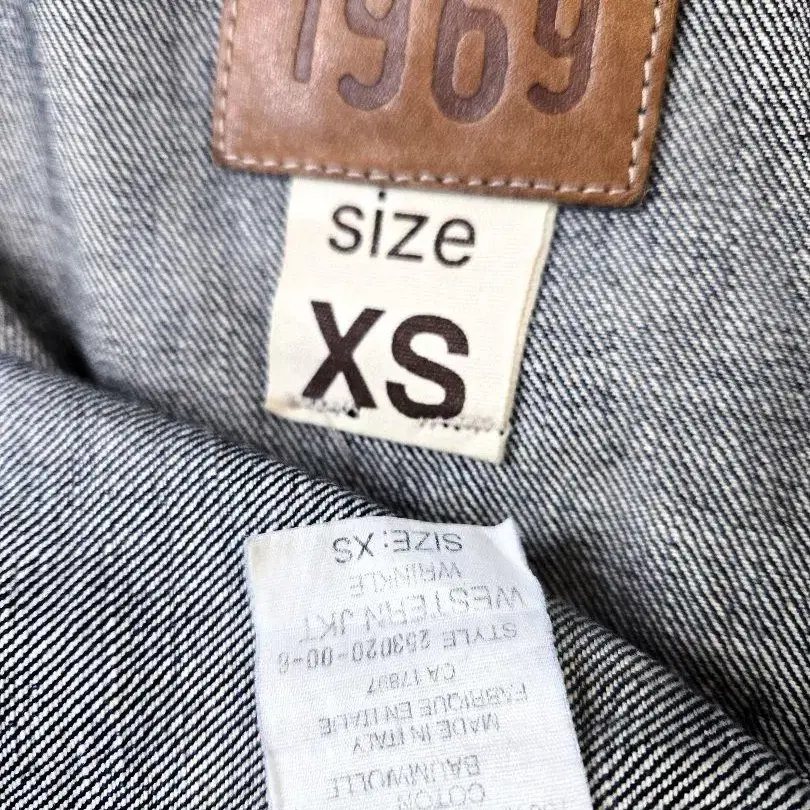 1969
size
XS
COTON
BAUMWOLLE
MADE IN ITALY
FABRIQUE EN ITALIE
CA 17897
STYLE 253020-00-6
WESTERN JKT
WRINKLE
SIZE: XS